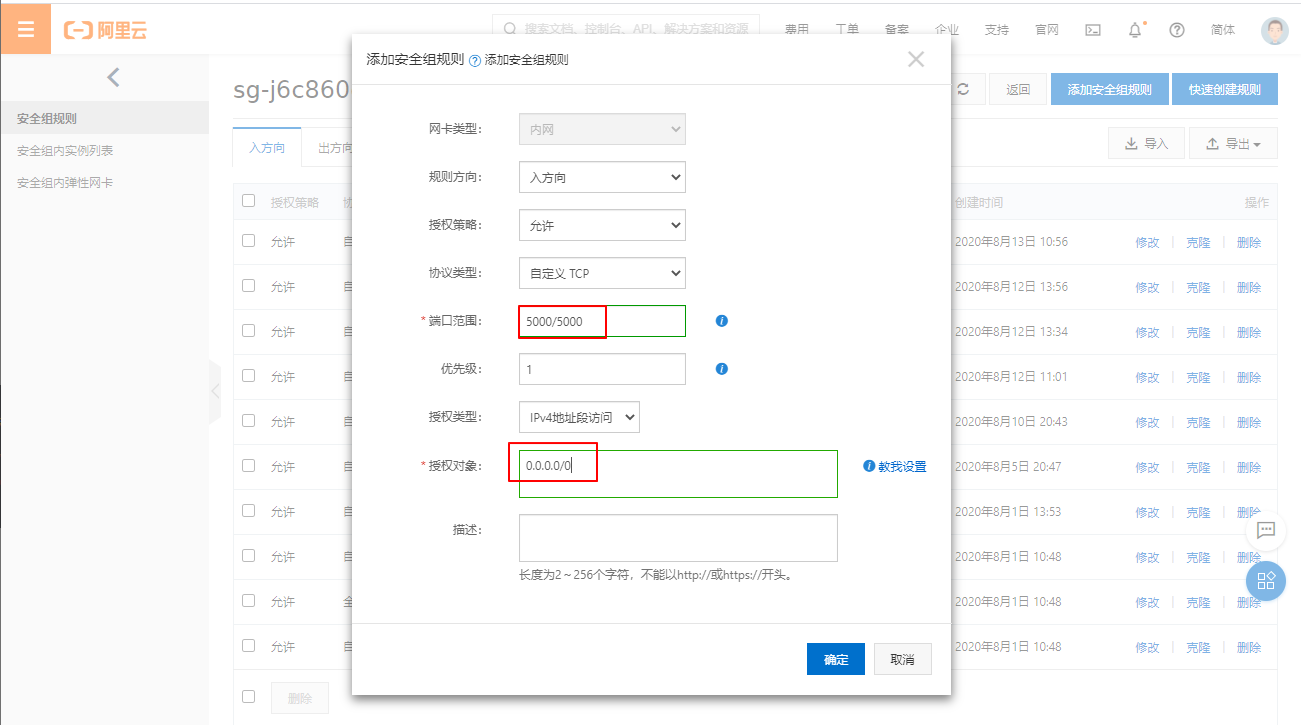 阿里云
搜索文档、控制台、API、解决方案和资源
费用 工单 备案 企业 支持 官网 简体
添加安全组规则 添加安全组规则
sg-j6c860
返回 添加安全组规则 快速创建规则
安全组规则
安全组内实例列表
安全组内弹性网卡
入方向 出方向
导入 导出
授权策略 协 创建时间 操作
允许 自 2020年8月13日 10:56 修改 克隆 删除
允许 自 2020年8月12日 13:56 修改 克隆 删除
允许 自 2020年8月12日 13:34 修改 克隆 删除
允许 自 2020年8月12日 11:01 修改 克隆 删除
允许 自 2020年8月10日 20:43 修改 克隆 删除
允许 自 2020年8月5日 20:47 修改 克隆 删除
允许 自 2020年8月1日 13:53 修改 克隆 删除
允许 自 2020年8月1日 10:48 修改 克隆 删除
允许 全 2020年8月1日 10:48 修改 克隆 删除
允许 自 2020年8月1日 10:48 修改 克隆 删除
删除
网卡类型: 内网
规则方向: 入方向
授权策略: 允许
协议类型: 自定义 TCP
* 端口范围: 5000/5000
优先级: 1
授权类型: IPv4地址段访问
* 授权对象: 0.0.0.0/0 教我设置
描述:
长度为2～256个字符，不能以http://或https://开头。
确定 取消